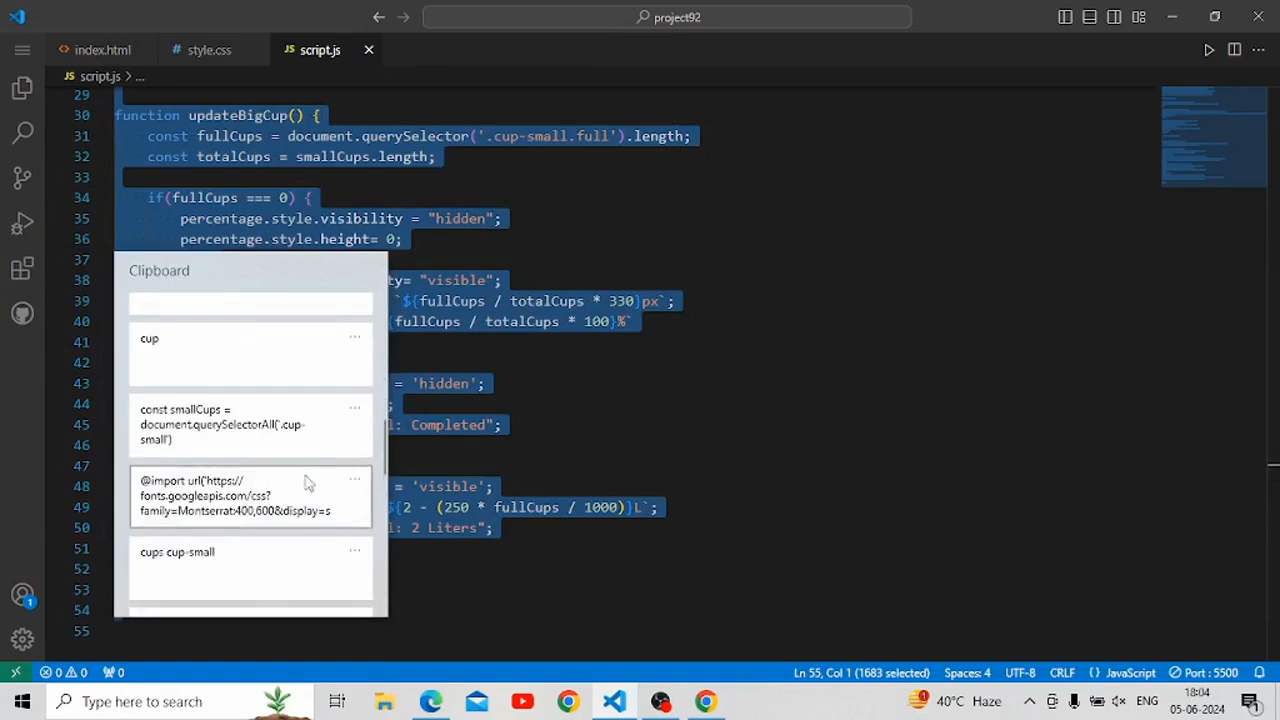 project92
index.html
style.css
script.js
script.js > ...
29
30 function updateBigCup() {
31 const fullCups = document.querySelector('.cup-small.full').length;
32 const totalCups = smallCups.length;
33
34 if(fullCups === 0) {
35 percentage.style.visibility = "hidden";
36 percentage.style.height= 0;
37
38 ty= "visible";
39 `${fullCups / totalCups * 330}px`;
40 {fullCups / totalCups * 100}%`
41
42
43 = 'hidden';
44 ;
45 l: Completed";
46
47
48 = 'visible';
49 ${2 - (250 * fullCups / 1000)}L`;
50 l: 2 Liters";
51
52
53
54
55
Clipboard
cup
const smallCups =
document.querySelectorAll('.cup-
small')
@import url('https://
fonts.googleapis.com/css?
family=Montserrat:400,600&display=s
cups cup-small
1
0 0 0
Ln 55, Col 1 (1683 selected)
Spaces: 4
UTF-8
CRLF
{} JavaScript
Port : 5500
Type here to search
40°C Haze
ENG
18:04
05-06-2024